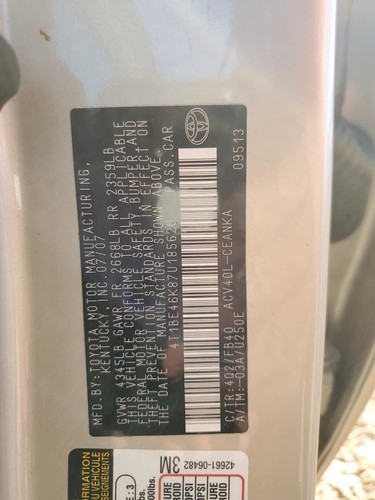 MFD.BY:TOYOTA MOTOR MANUFACTURING,
KENTUCKY, INC. 07/07
GVWR 4345LB GAWR FR 2668LB RR 2359LB
THIS VEHICLE CONFORMS TO ALL APPLICABLE
FEDERAL MOTOR VEHICLE SAFETY, BUMPER, AND
THEFT PREVENTION STANDARDS IN EFFECT ON
THE DATE OF MANUFACTURE SHOWN ABOVE.
4T1BE46K87U185620 PASS.CAR
C/TR:4Q2/FB40 ACV40L-CEANKA
A/TM:-03A/U250E 09513
42661-06482
3M